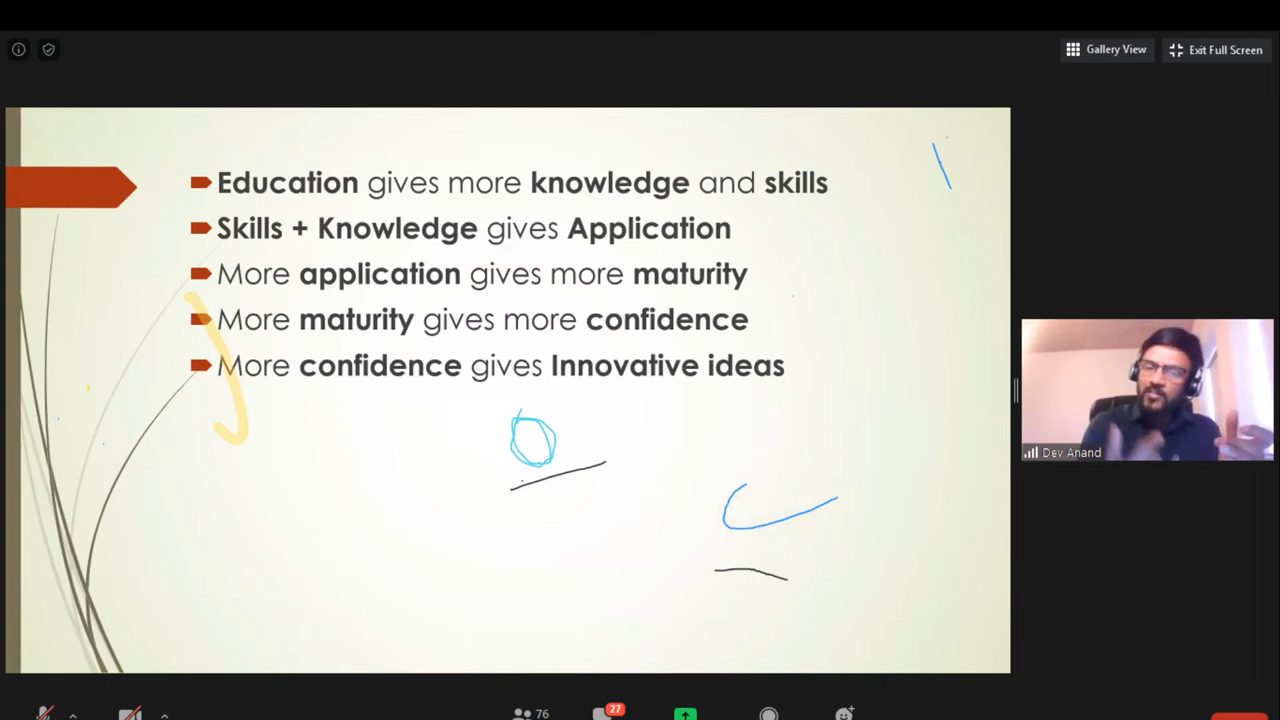 Gallery View
Exit Full Screen
Education gives more knowledge and skills
Skills + Knowledge gives Application
More application gives more maturity
More maturity gives more confidence
More confidence gives Innovative ideas
Dev Anand
76
27